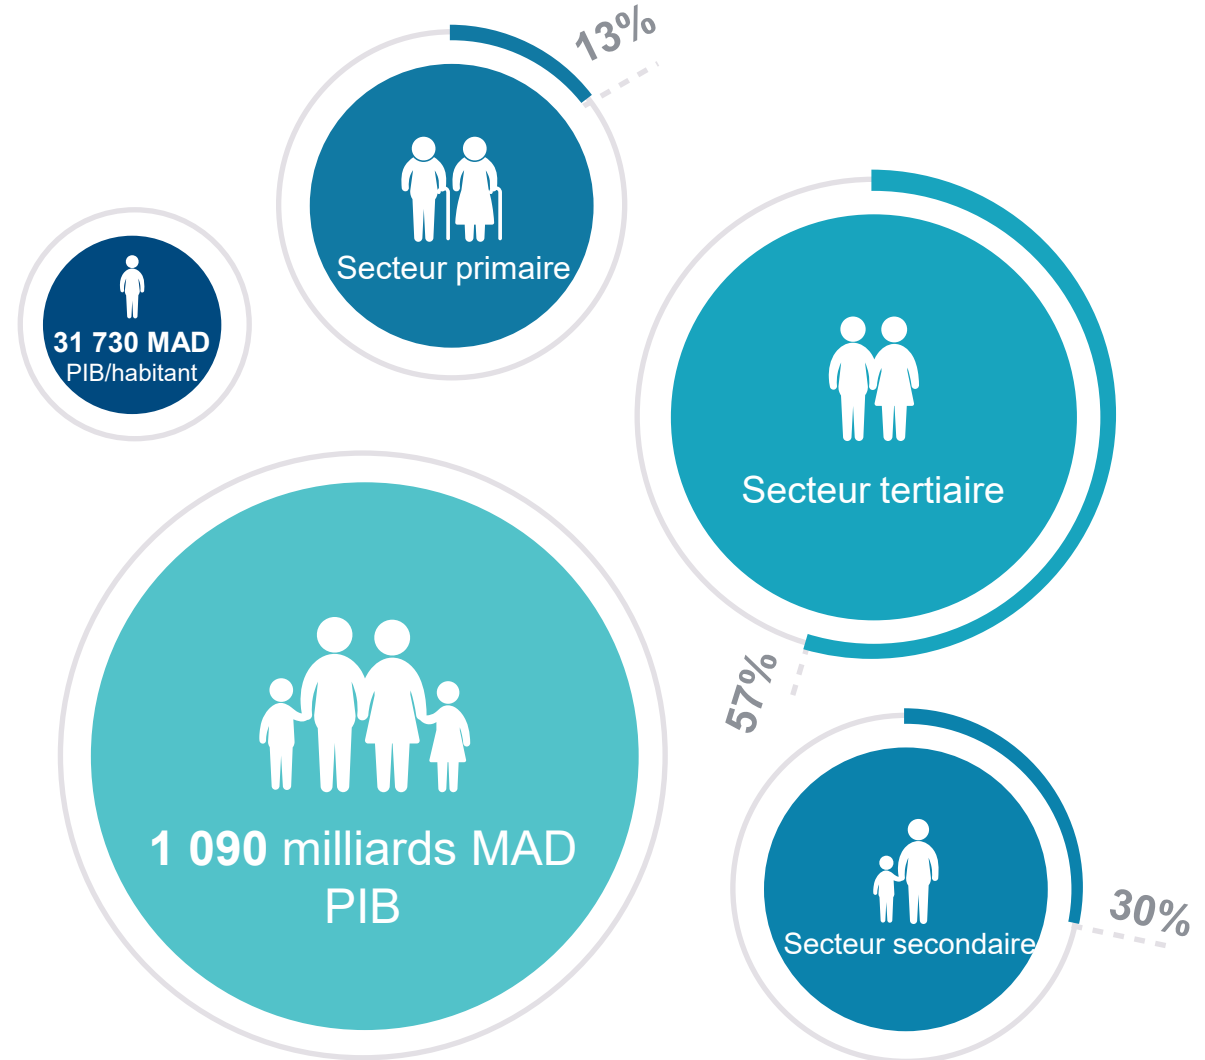 13%
Secteur primaire
31 730 MAD
PIB/habitant
Secteur tertiaire
57%
1 090 milliards MAD
PIB
30%
Secteur secondaire